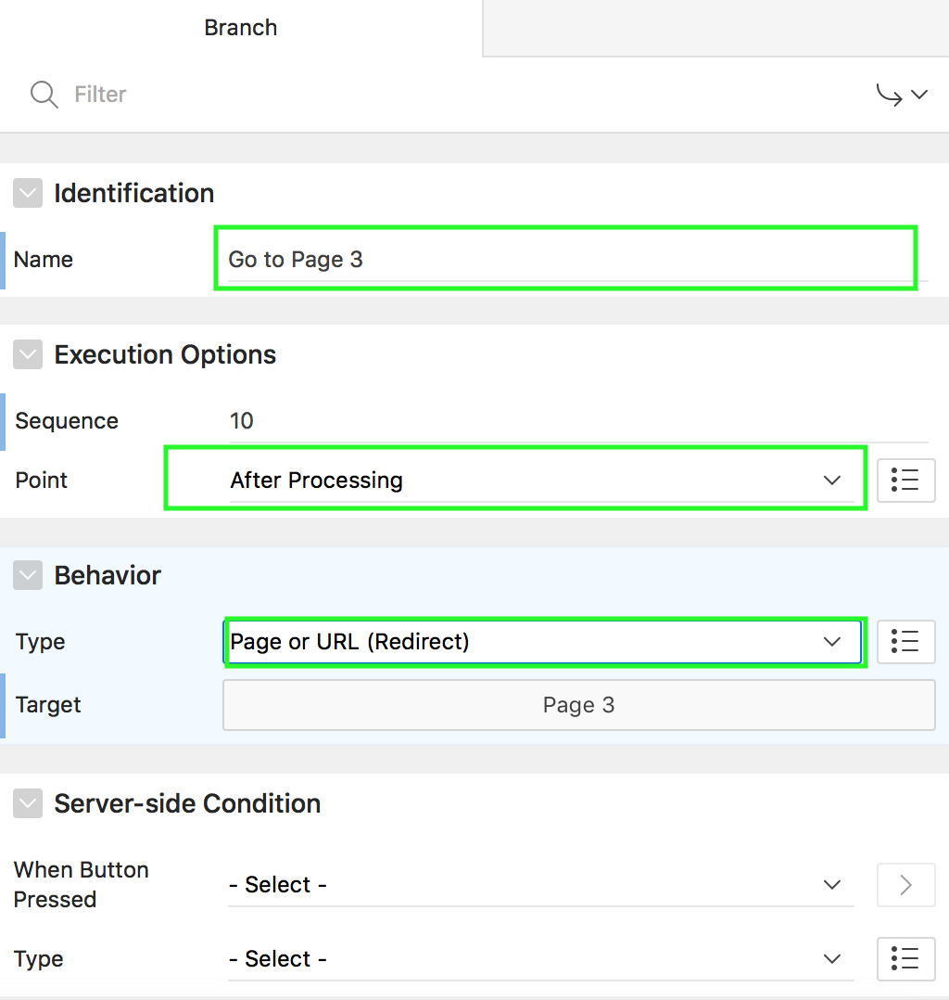 Branch
Filter
Identification
Name Go to Page 3
Execution Options
Sequence 10
Point After Processing
Behavior
Type Page or URL (Redirect)
Target Page 3
Server-side Condition
When Button
Pressed - Select -
Type - Select -